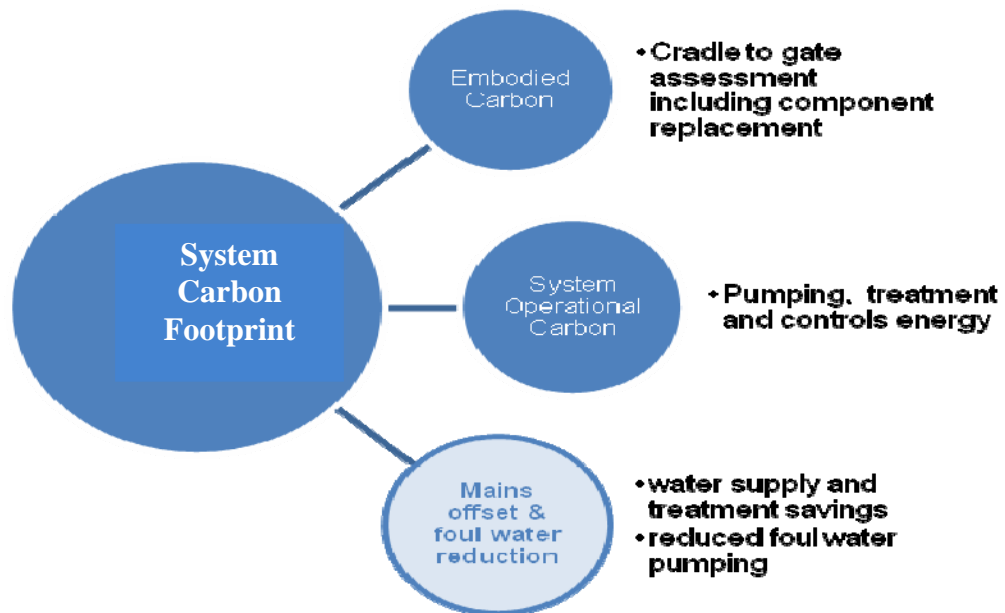 System
Carbon
Footprint
Embodied
Carbon
•Cradle to gate
assessment
including component
replacement
System
Operational
Carbon
•Pumping, treatment
and controls energy
Mains
offset &
foul water
reduction
•water supply and
treatment savings
•reduced foul water
pumping